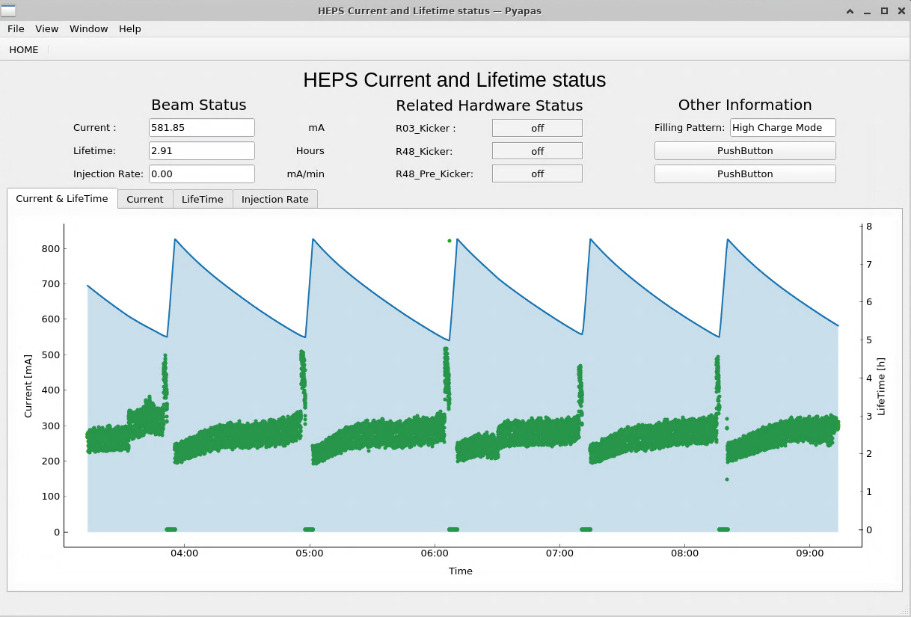 HEPS Current and Lifetime status — Pyapas
File View Window Help
HOME
HEPS Current and Lifetime status
Beam Status Related Hardware Status Other Information
Current : 581.85 mA R03_Kicker : off Filling Pattern: High Charge Mode
Lifetime: 2.91 Hours R48_Kicker: off PushButton
Injection Rate: 0.00 mA/min R48_Pre_Kicker: off PushButton
Current & LifeTime Current LifeTime Injection Rate
800
700
600
500
400
300
200
100
0
Current [mA]
8
7
6
5
4
3
2
1
0
LifeTime [h]
04:00 05:00 06:00 07:00 08:00 09:00
Time